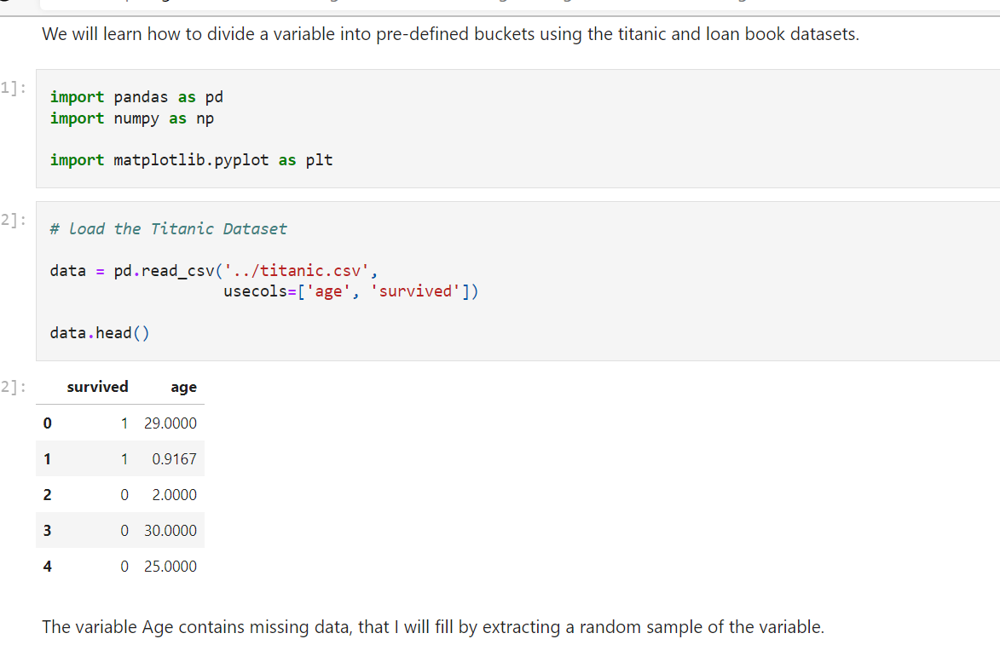 We will learn how to divide a variable into pre-defined buckets using the titanic and loan book datasets.
1]:
import pandas as pd
import numpy as np
import matplotlib.pyplot as plt
2]:
# Load the Titanic Dataset
data = pd.read_csv('../titanic.csv',
usecols=['age', 'survived'])
data.head()
2]:
survived age
0 1 29.0000
1 1 0.9167
2 0 2.0000
3 0 30.0000
4 0 25.0000
The variable Age contains missing data, that I will fill by extracting a random sample of the variable.